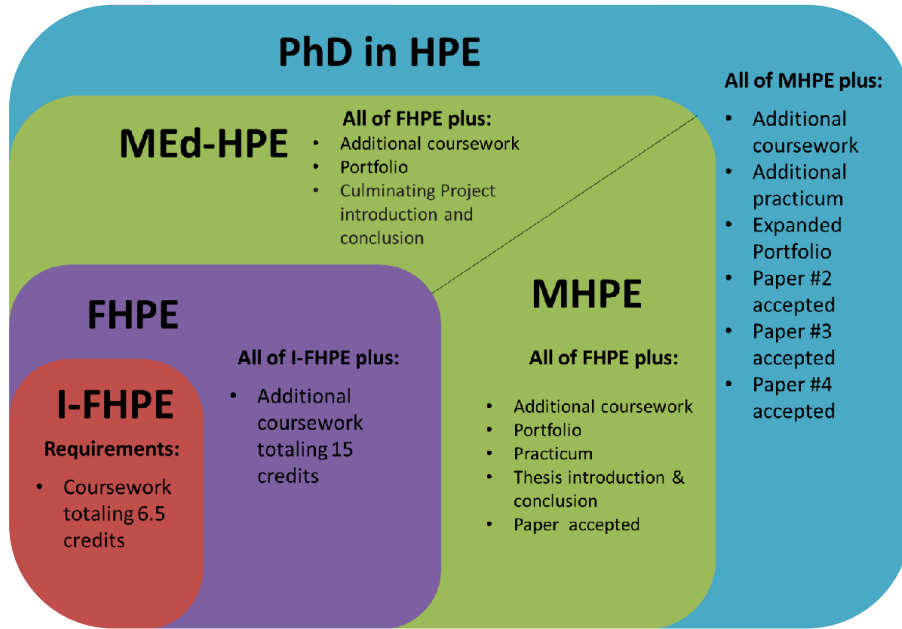 PhD in HPE
All of MHPE plus:
• Additional
coursework
• Additional
practicum
• Expanded
Portfolio
• Paper #2
accepted
• Paper #3
accepted
• Paper #4
accepted
MEd-HPE
All of FHPE plus:
• Additional coursework
• Portfolio
• Culminating Project
introduction and
conclusion
MHPE
All of FHPE plus:
• Additional coursework
• Portfolio
• Practicum
• Thesis introduction &
conclusion
• Paper accepted
FHPE
All of I-FHPE plus:
• Additional
coursework
totaling 15
credits
I-FHPE
Requirements:
• Coursework
totaling 6.5
credits